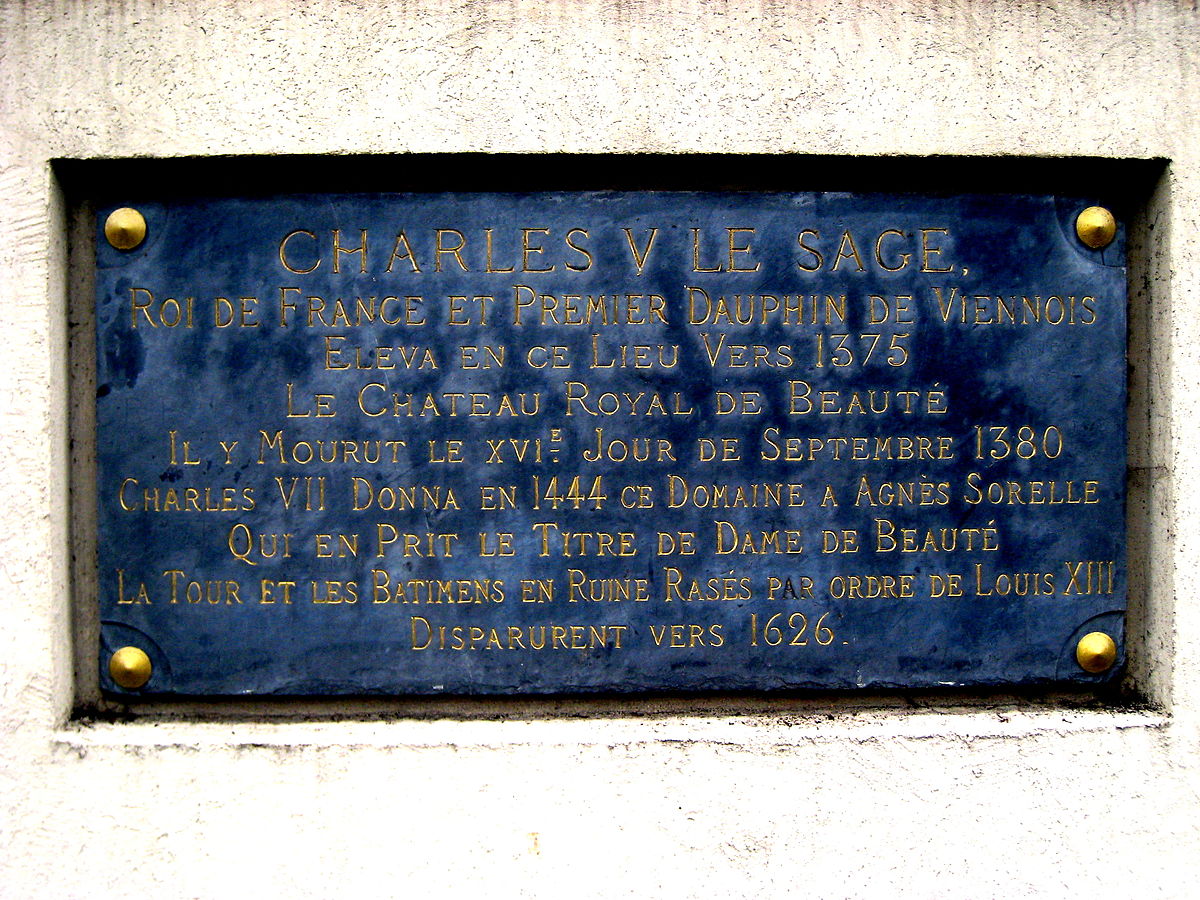 CHARLES V LE SAGE,
ROI DE FRANCE ET PREMIER DAUPHIN DE VIENNOIS
ELEVA EN CE LIEU VERS 1375
LE CHATEAU ROYAL DE BEAUTÉ
IL Y MOURUT LE XVIE JOUR DE SEPTEMBRE 1380
CHARLES VII DONNA EN 1444 CE DOMAINE A AGNÈS SORELLE
QUI EN PRIT LE TITRE DE DAME DE BEAUTÉ
LA TOUR ET LES BATIMENS EN RUINE RASÉS PAR ORDRE DE LOUIS XIII
DISPARURENT VERS 1626.